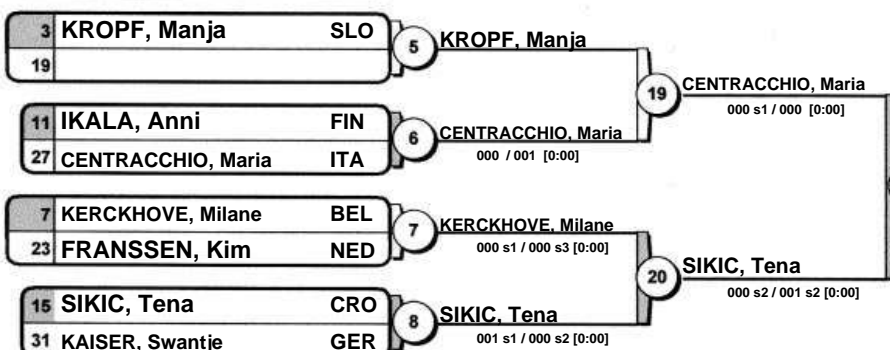 3 KROPF, Manja SLO
19
5
KROPF, Manja
11 IKALA, Anni FIN
27 CENTRACCHIO, Maria ITA
6
CENTRACCHIO, Maria
000 / 001 [0:00]
19
CENTRACCHIO, Maria
000 s1 / 000 [0:00]
7 KERCKHOVE, Milane BEL
23 FRANSSEN, Kim NED
7
KERCKHOVE, Milane
000 s1 / 000 s3 [0:00]
15 SIKIC, Tena CRO
31 KAISER, Swantje GER
8
SIKIC, Tena
001 s1 / 000 s2 [0:00]
20
SIKIC, Tena
000 s2 / 001 s2 [0:00]